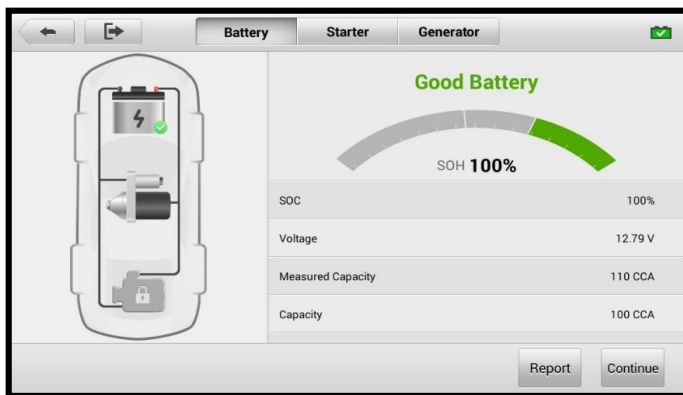 Battery
Starter
Generator
Good Battery
SOH 100%
SOC 100%
Voltage 12.79 V
Measured Capacity 110 CCA
Capacity 100 CCA
Report
Continue